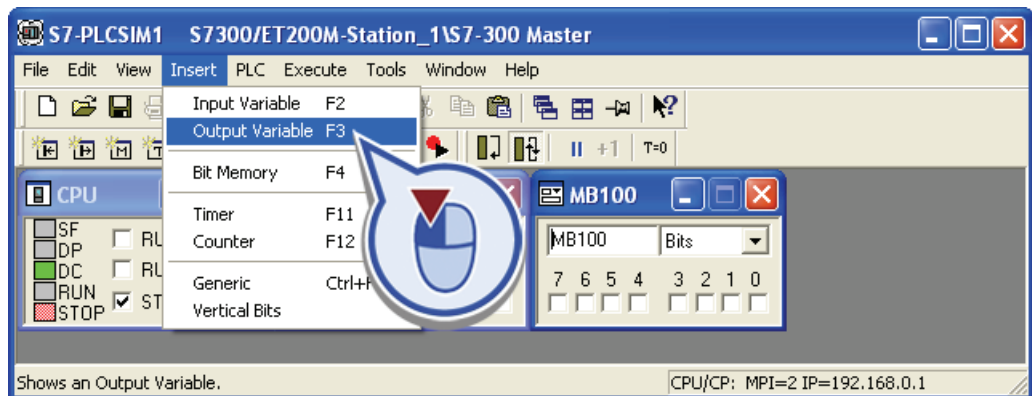 S7-PLCSIM1 S7300/ET200M-Station_1\S7-300 Master
File Edit View Insert PLC Execute Tools Window Help
Input Variable F2
Output Variable F3
Bit Memory F4
Timer F11
Counter F12
Generic
Vertical Bits
+1 T=0
CPU
SF
DP
DC
RUN
STOP
MB100
MB100 Bits
7 6 5 4 3 2 1 0
Shows an Output Variable.
CPU/CP: MPI=2 IP=192.168.0.1